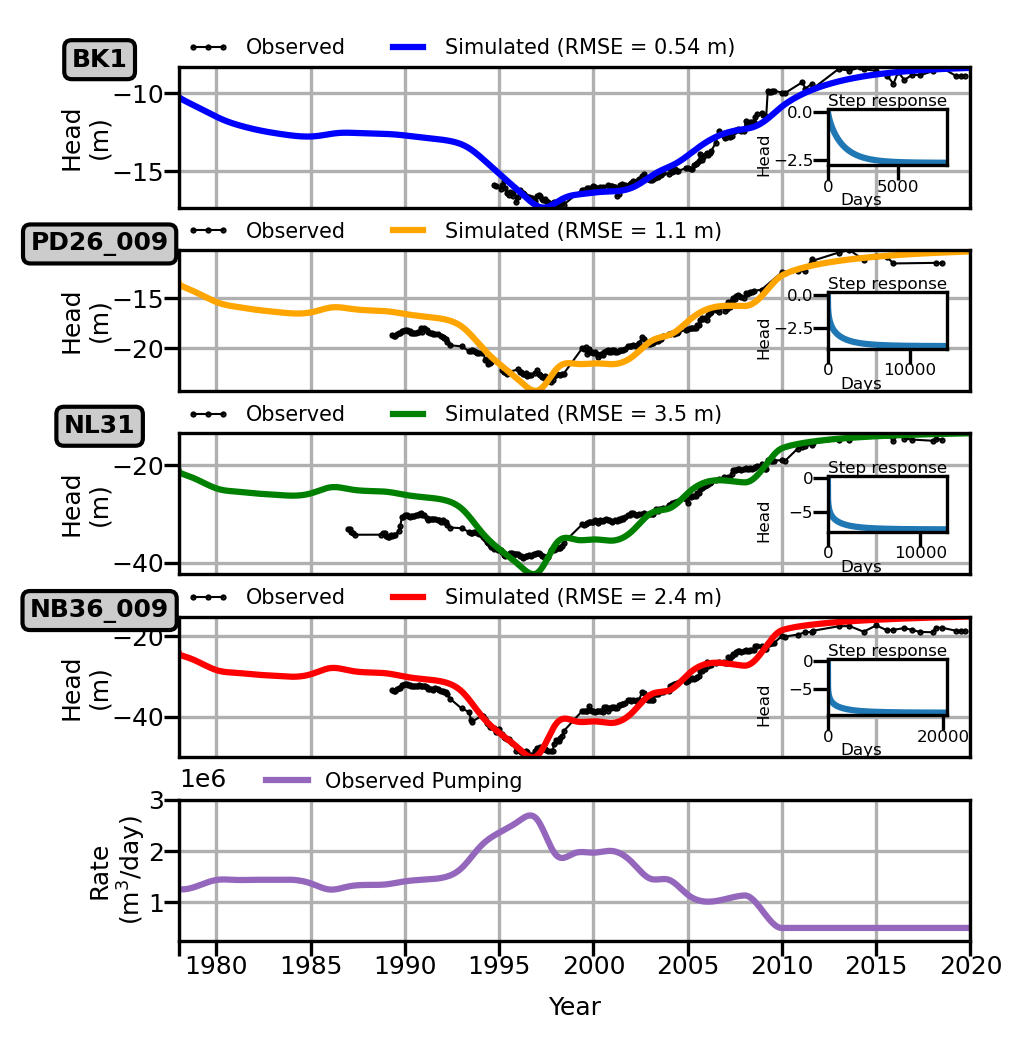 BK1
Observed
Simulated (RMSE = 0.54 m)
Head
(m)
−10
−15
Step response
Head
0.0
−2.5
0
5000
Days
PD26_009
Observed
Simulated (RMSE = 1.1 m)
Head
(m)
−15
−20
Step response
Head
0.0
−2.5
0
10000
Days
NL31
Observed
Simulated (RMSE = 3.5 m)
Head
(m)
−20
−40
Step response
Head
0
−5
0
10000
Days
NB36_009
Observed
Simulated (RMSE = 2.4 m)
Head
(m)
−20
−40
Step response
Head
0
−5
0
20000
Days
1e6
Observed Pumping
Rate
(m³/day)
3
2
1
1980 1985 1990 1995 2000 2005 2010 2015 2020
Year